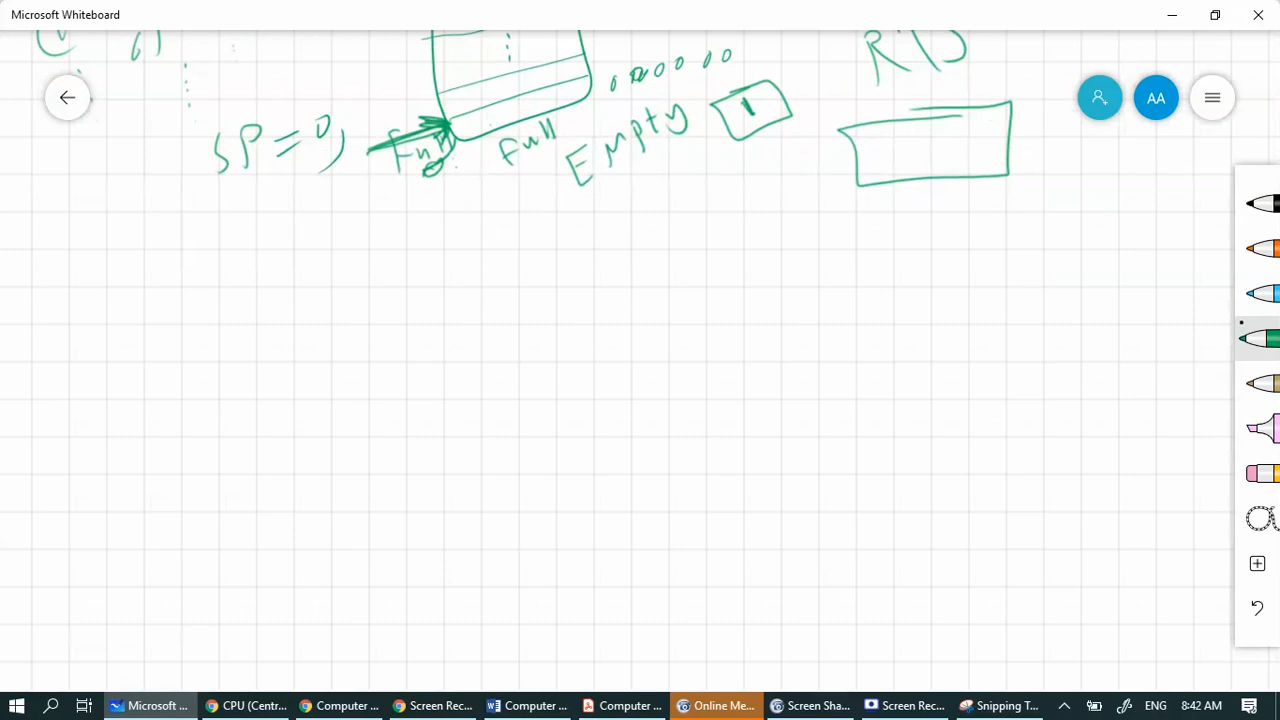 Microsoft Whiteboard
000000
SP=0,
Full
Full
Empty
1
AA
Microsoft ...
CPU (Centr...
Computer ...
Screen Rec...
Computer ...
Computer ...
Online Me...
Screen Sha...
Screen Rec...
Snipping T...
ENG
8:42 AM